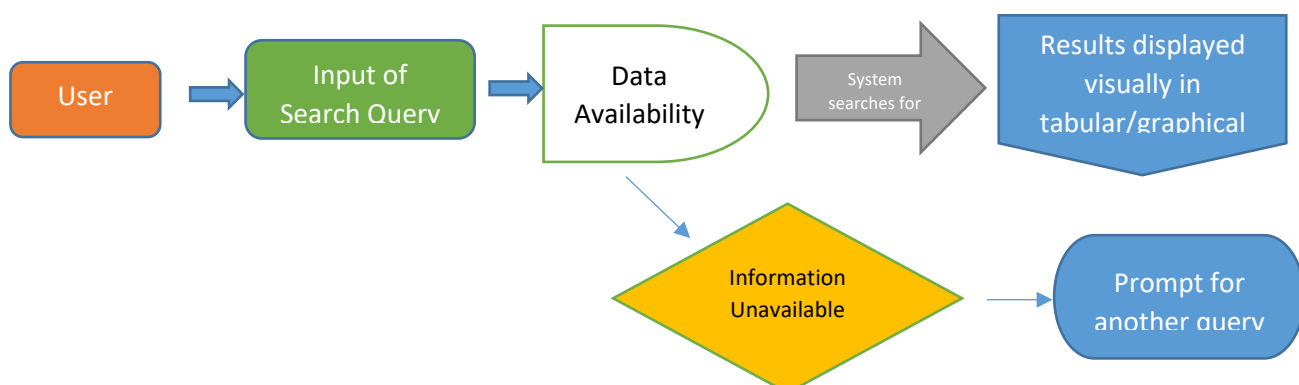 User
Input of
Search Query
Data
Availability
System
searches for
Results displayed
visually in
tabular/graphical
Information
Unavailable
Prompt for
another query